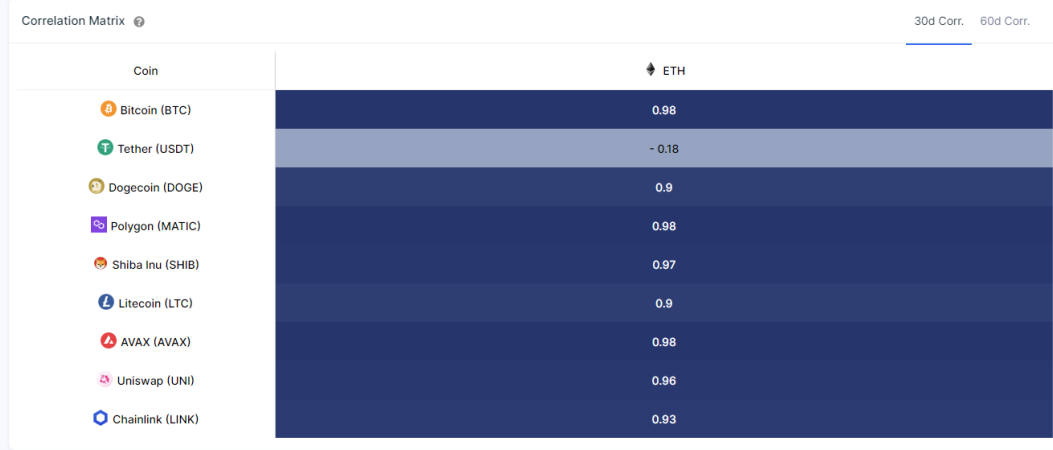 Correlation Matrix ?
30d Corr. 60d Corr.
Coin ETH
Bitcoin (BTC) 0.98
Tether (USDT) - 0.18
Dogecoin (DOGE) 0.9
Polygon (MATIC) 0.98
Shiba Inu (SHIB) 0.97
Litecoin (LTC) 0.9
AVAX (AVAX) 0.98
Uniswap (UNI) 0.96
Chainlink (LINK) 0.93